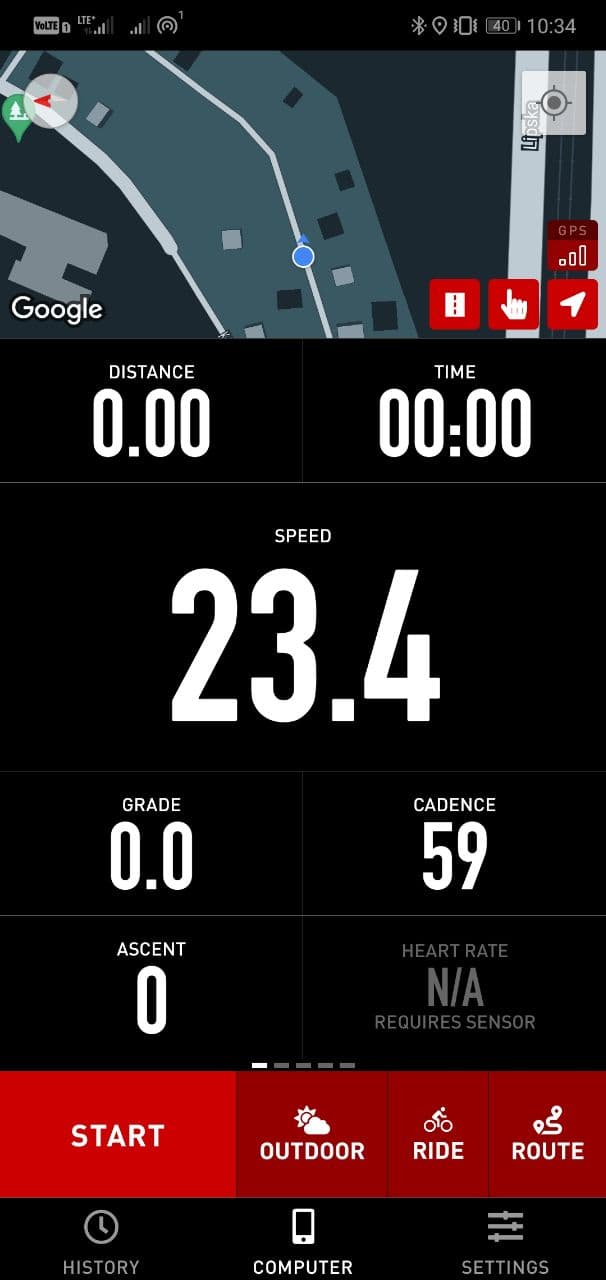 VoLTE 1 LTE+ 1 40 10:34
Lipska
GPS
Google
DISTANCE TIME
0.00 00:00
SPEED
23.4
GRADE CADENCE
0.0 59
ASCENT HEART RATE
0 N/A
REQUIRES SENSOR
START OUTDOOR RIDE ROUTE
HISTORY COMPUTER SETTINGS